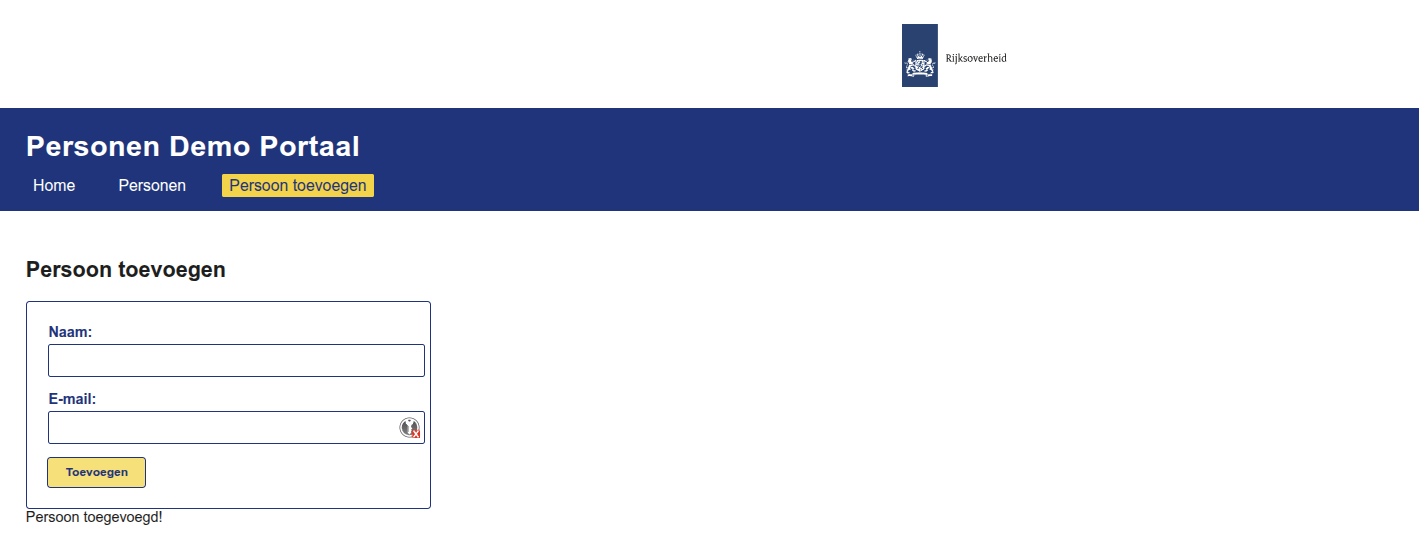 Rijksoverheid
Personen Demo Portaal
Home Personen Persoon toevoegen
Persoon toevoegen
Naam:
E-mail:
Toevoegen
Persoon toegevoegd!